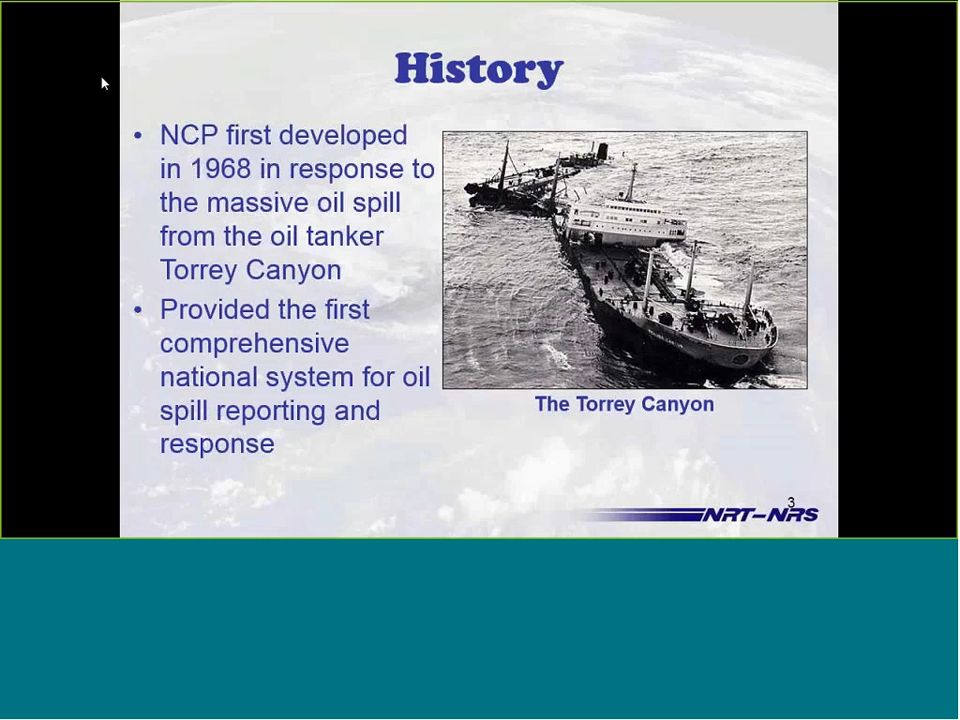 History
• NCP first developed
in 1968 in response to
the massive oil spill
from the oil tanker
Torrey Canyon
• Provided the first
comprehensive
national system for oil
spill reporting and
response
The Torrey Canyon
3
NRT-NRS